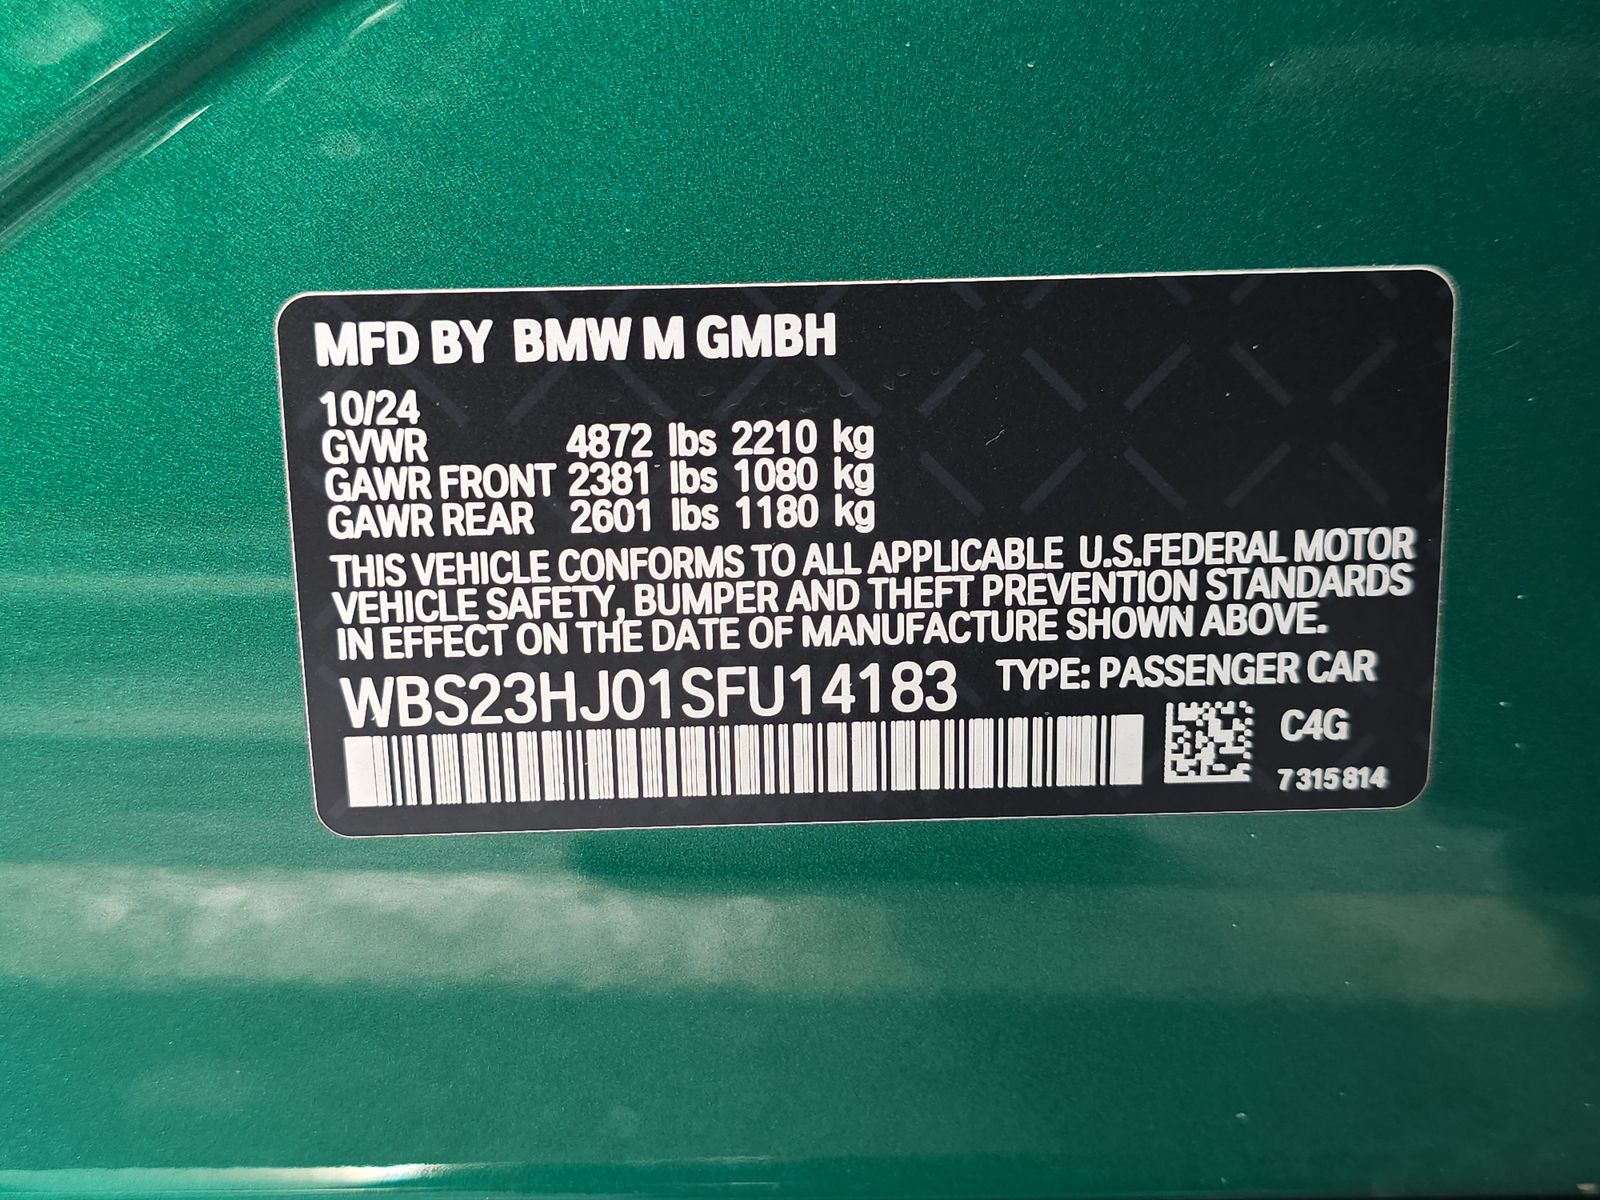 MFD BY BMW M GMBH
10/24
GVWR 4872 lbs 2210 kg
GAWR FRONT 2381 lbs 1080 kg
GAWR REAR 2601 lbs 1180 kg
THIS VEHICLE CONFORMS TO ALL APPLICABLE U.S.FEDERAL MOTOR
VEHICLE SAFETY, BUMPER AND THEFT PREVENTION STANDARDS
IN EFFECT ON THE DATE OF MANUFACTURE SHOWN ABOVE.
WBS23HJ01SFU14183 TYPE: PASSENGER CAR
C4G
7315814